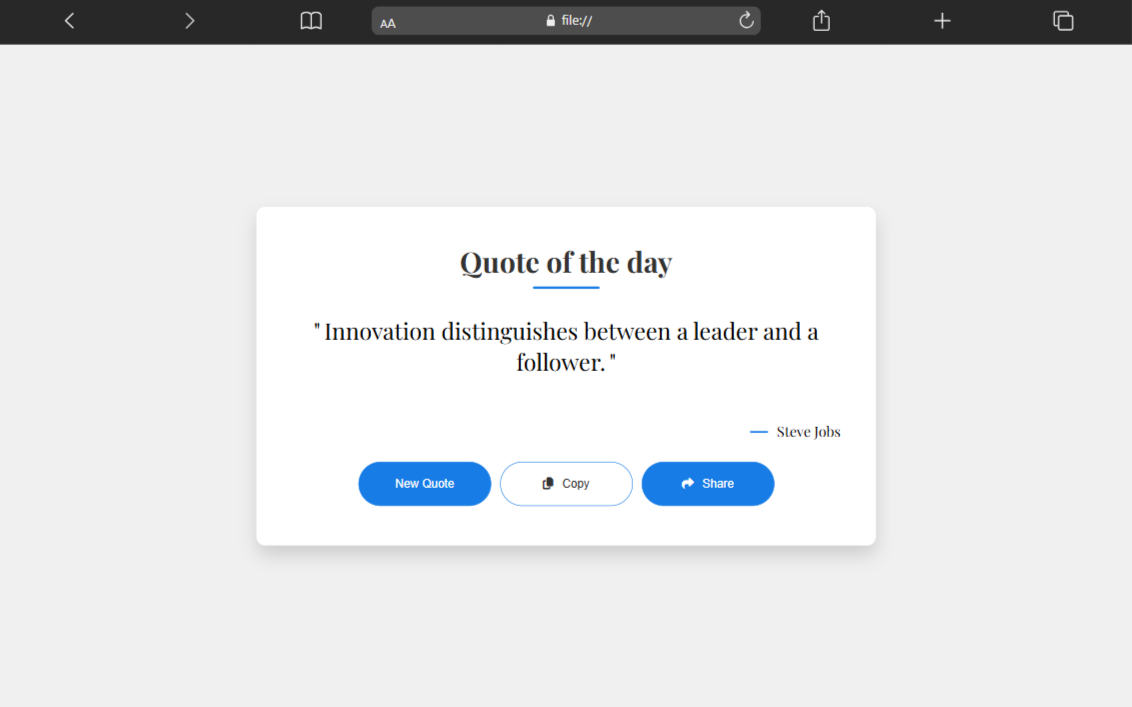 AA file://
Quote of the day
" Innovation distinguishes between a leader and a
follower. "
Steve Jobs
New Quote Copy Share